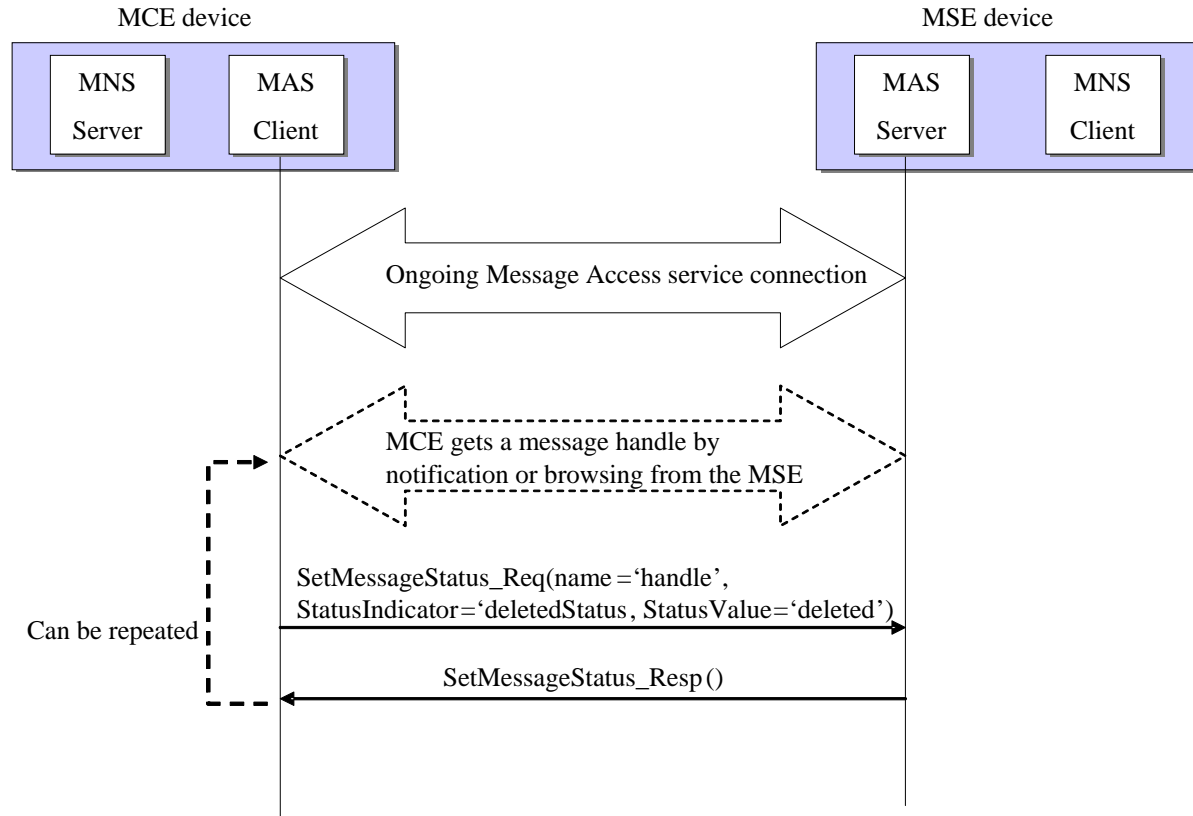 MCE device
MSE device
MNS
Server
MAS
Client
MAS
Server
MNS
Client
Ongoing Message Access service connection
MCE gets a message handle by
notification or browsing from the MSE
SetMessageStatus_Req(name=‘handle’,
StatusIndicator=‘deletedStatus, StatusValue=‘deleted’)
Can be repeated
SetMessageStatus_Resp()